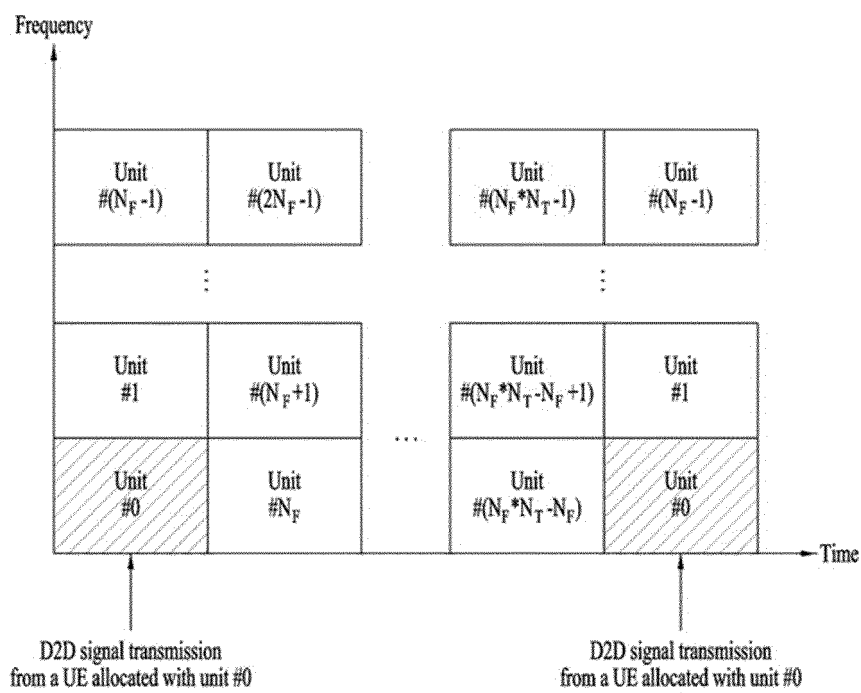 Frequency
Unit
#(N_F -1)
Unit
#(2N_F -1)
Unit
#(N_F*N_T -1)
Unit
#(N_F -1)
⋮
⋮
Unit
#1
Unit
#(N_F +1)
Unit
#(N_F*N_T -N_F +1)
Unit
#1
...
Unit
#0
Unit
#N_F
Unit
#(N_F*N_T -N_F)
Unit
#0
Time
D2D signal transmission
from a UE allocated with unit #0
D2D signal transmission
from a UE allocated with unit #0